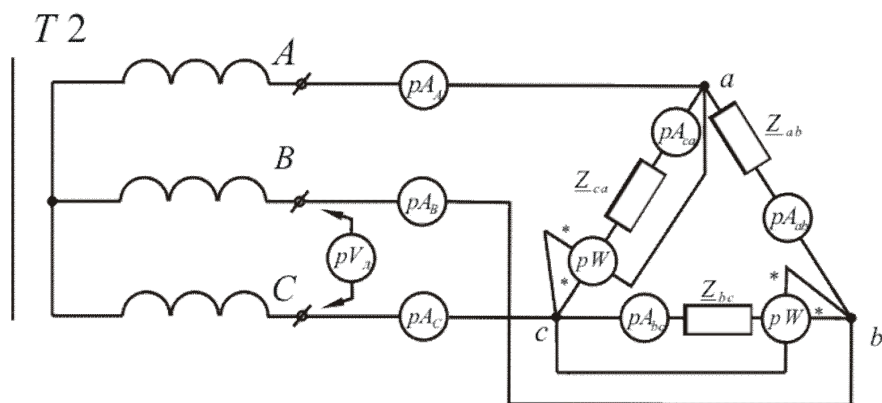 T 2
A
pA_A
a
pA_ca
Z_ab
B
Z_ca
pA_B
pA_ab
*
pV_л
pW
*
*
C
Z_bc
pA_C
c
pA_bc
pW
*
b